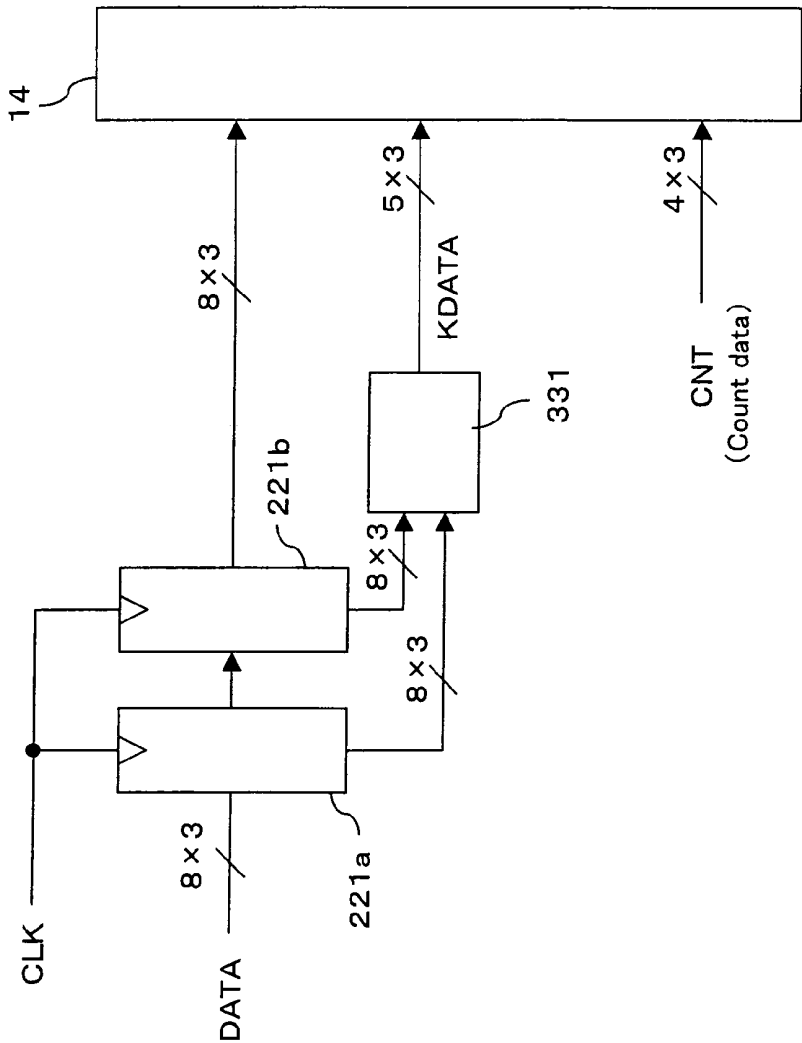 CLK
DATA
8×3
221a
221b
8×3
8×3
8×3
331
KDATA
5×3
CNT
(Count data)
4×3
14